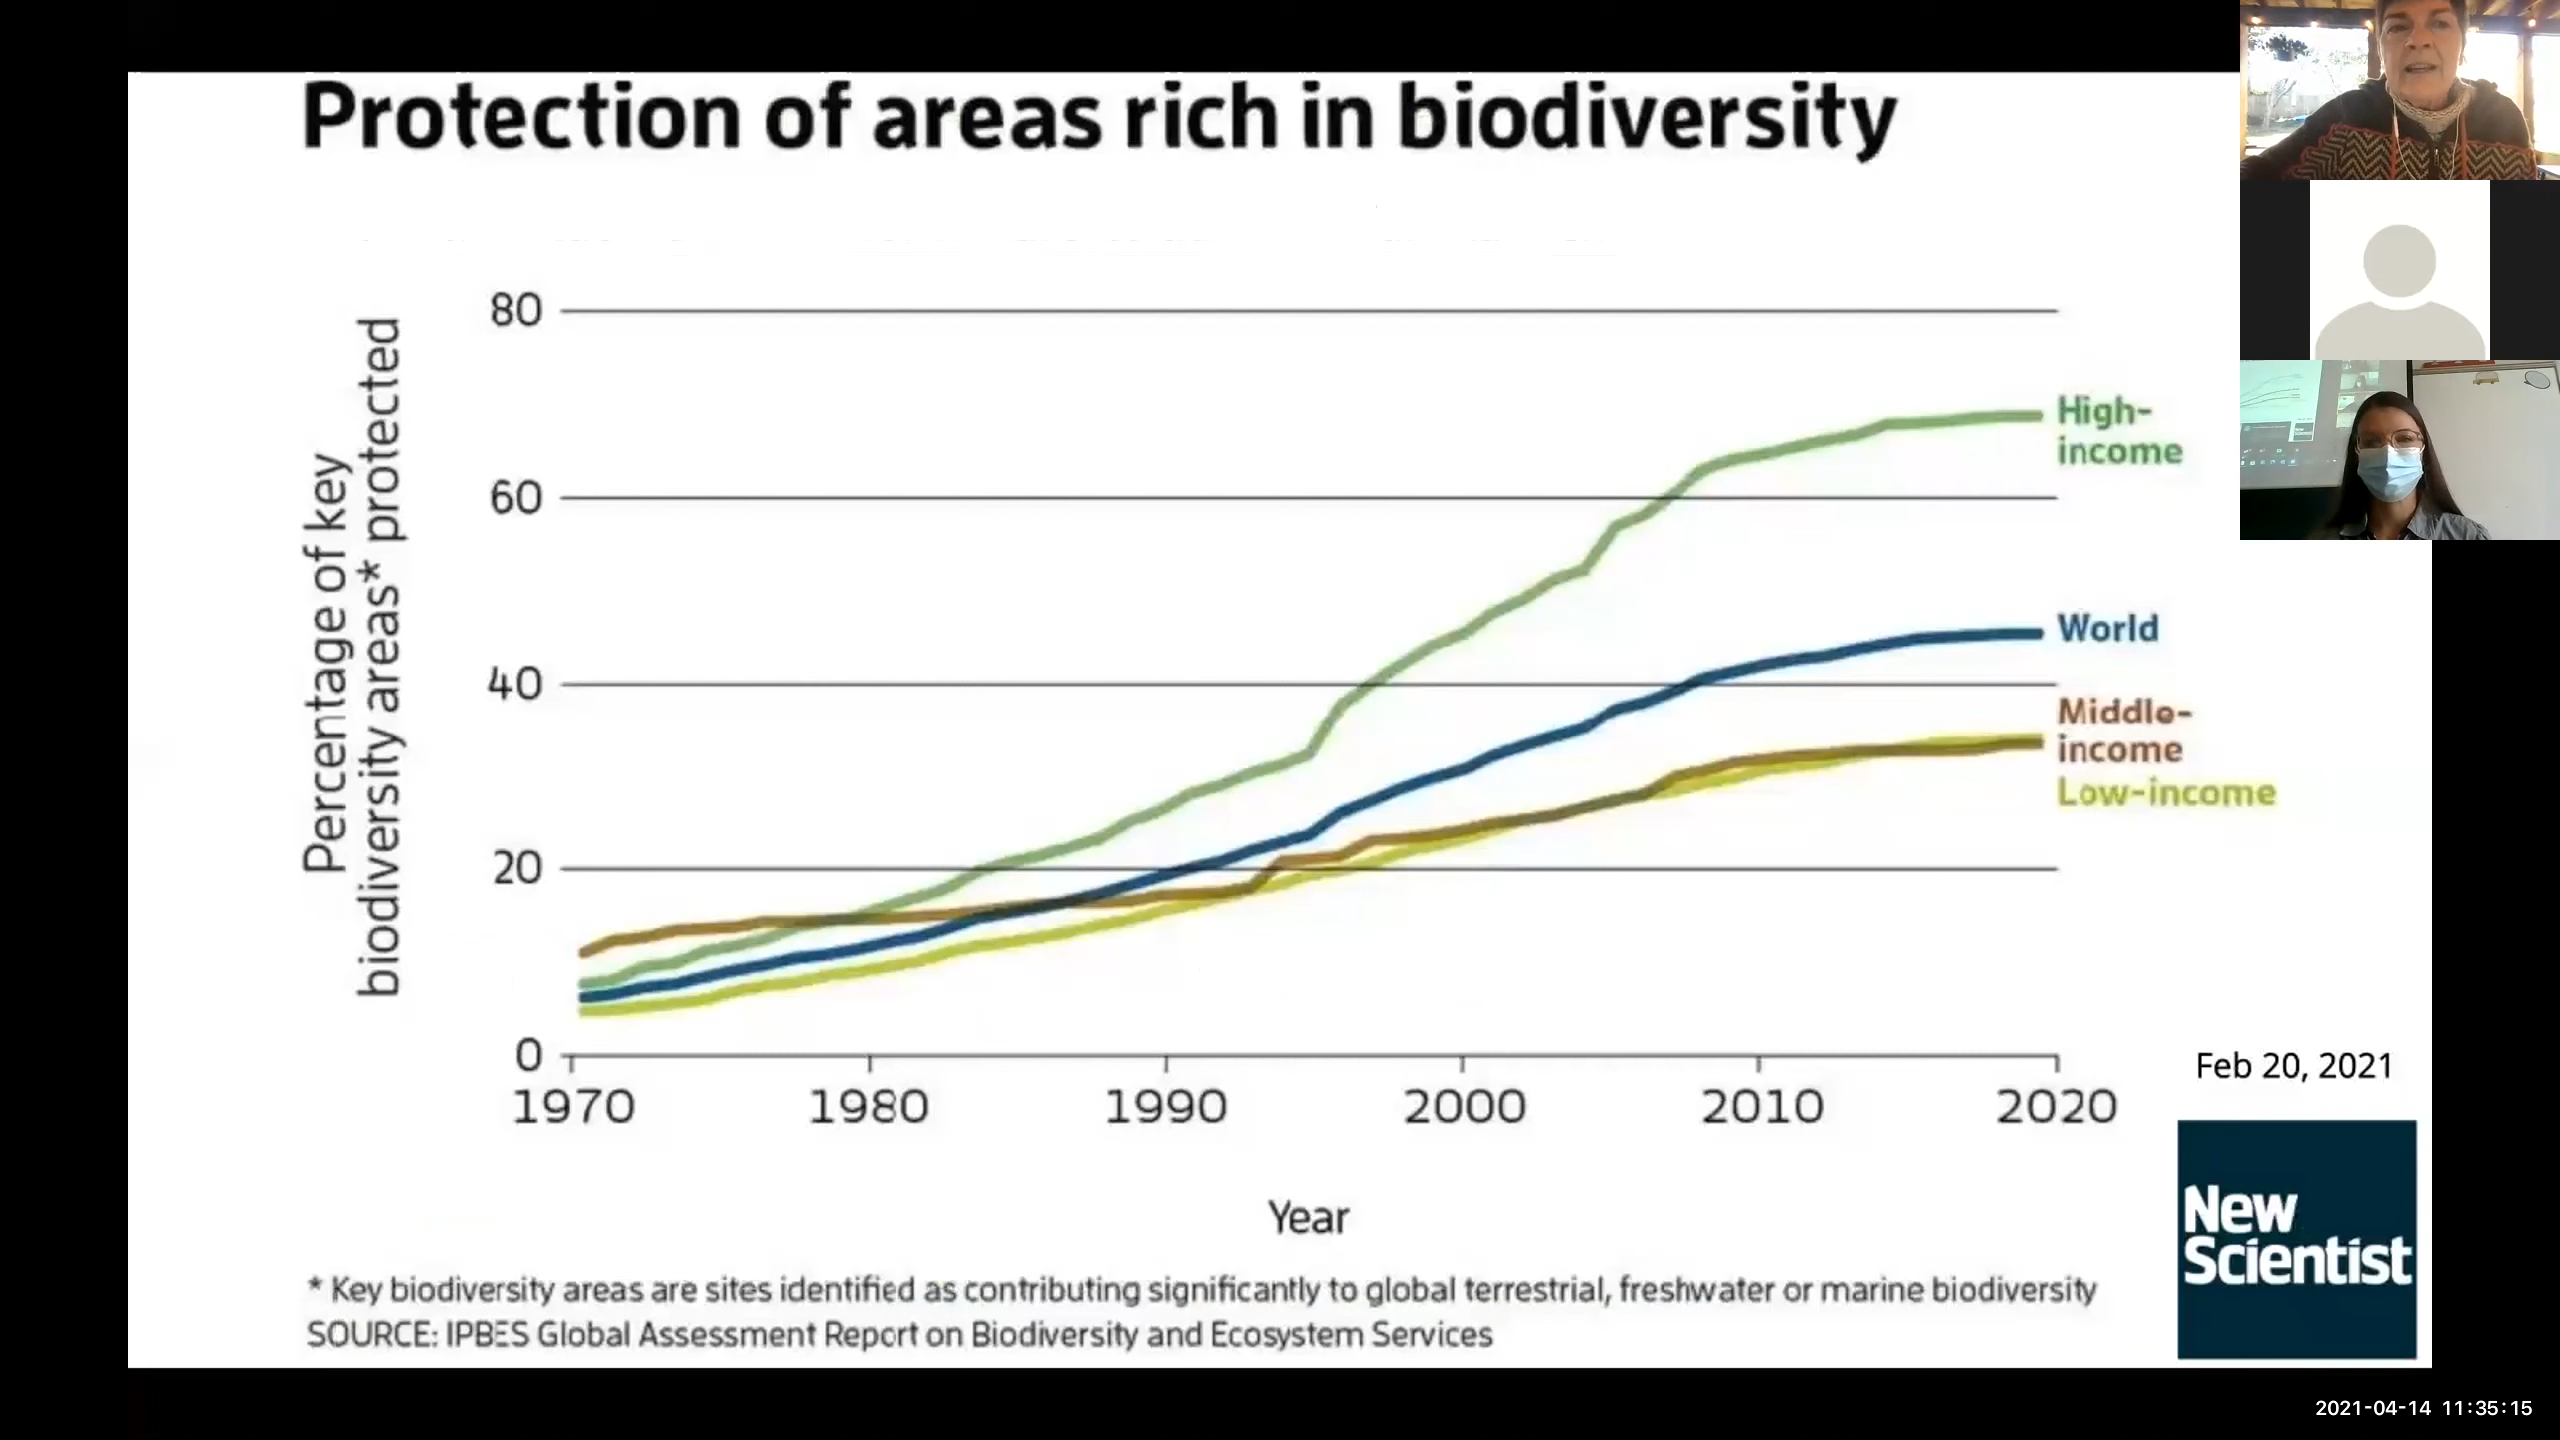 Protection of areas rich in biodiversity
Percentage of key
biodiversity areas* protected
80
60
40
20
0
1970 1980 1990 2000 2010 2020
High-
income
World
Middle-
income
Low-income
Year
Feb 20, 2021
New
Scientist
* Key biodiversity areas are sites identified as contributing significantly to global terrestrial, freshwater or marine biodiversity
SOURCE: IPBES Global Assessment Report on Biodiversity and Ecosystem Services
2021-04-14 11:35:15